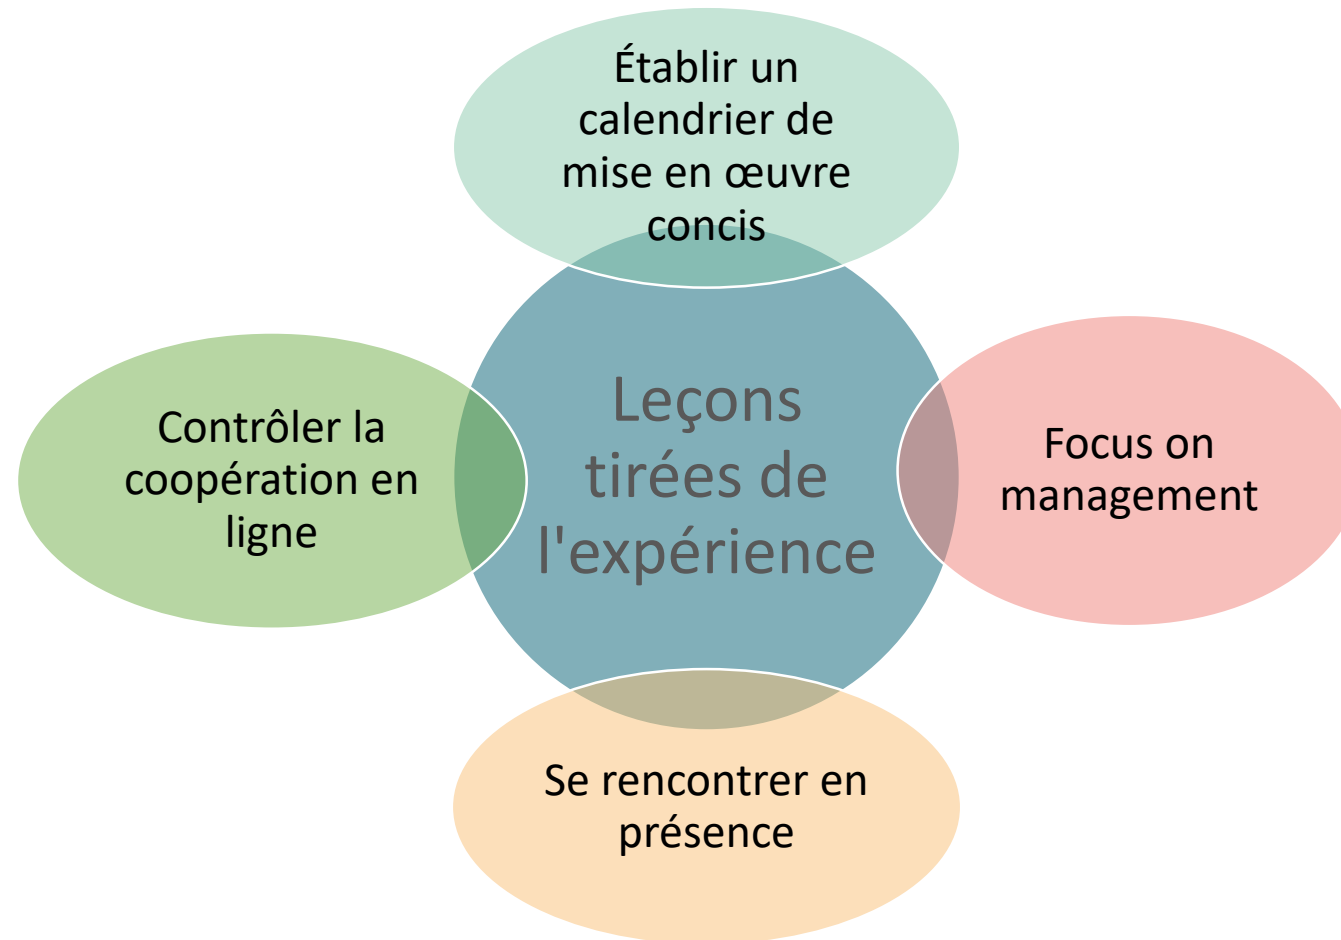 Établir un
calendrier de
mise en œuvre
concis
Contrôler la
coopération en
ligne
Leçons
tirées de
l'expérience
Focus on
management
Se rencontrer en
présence